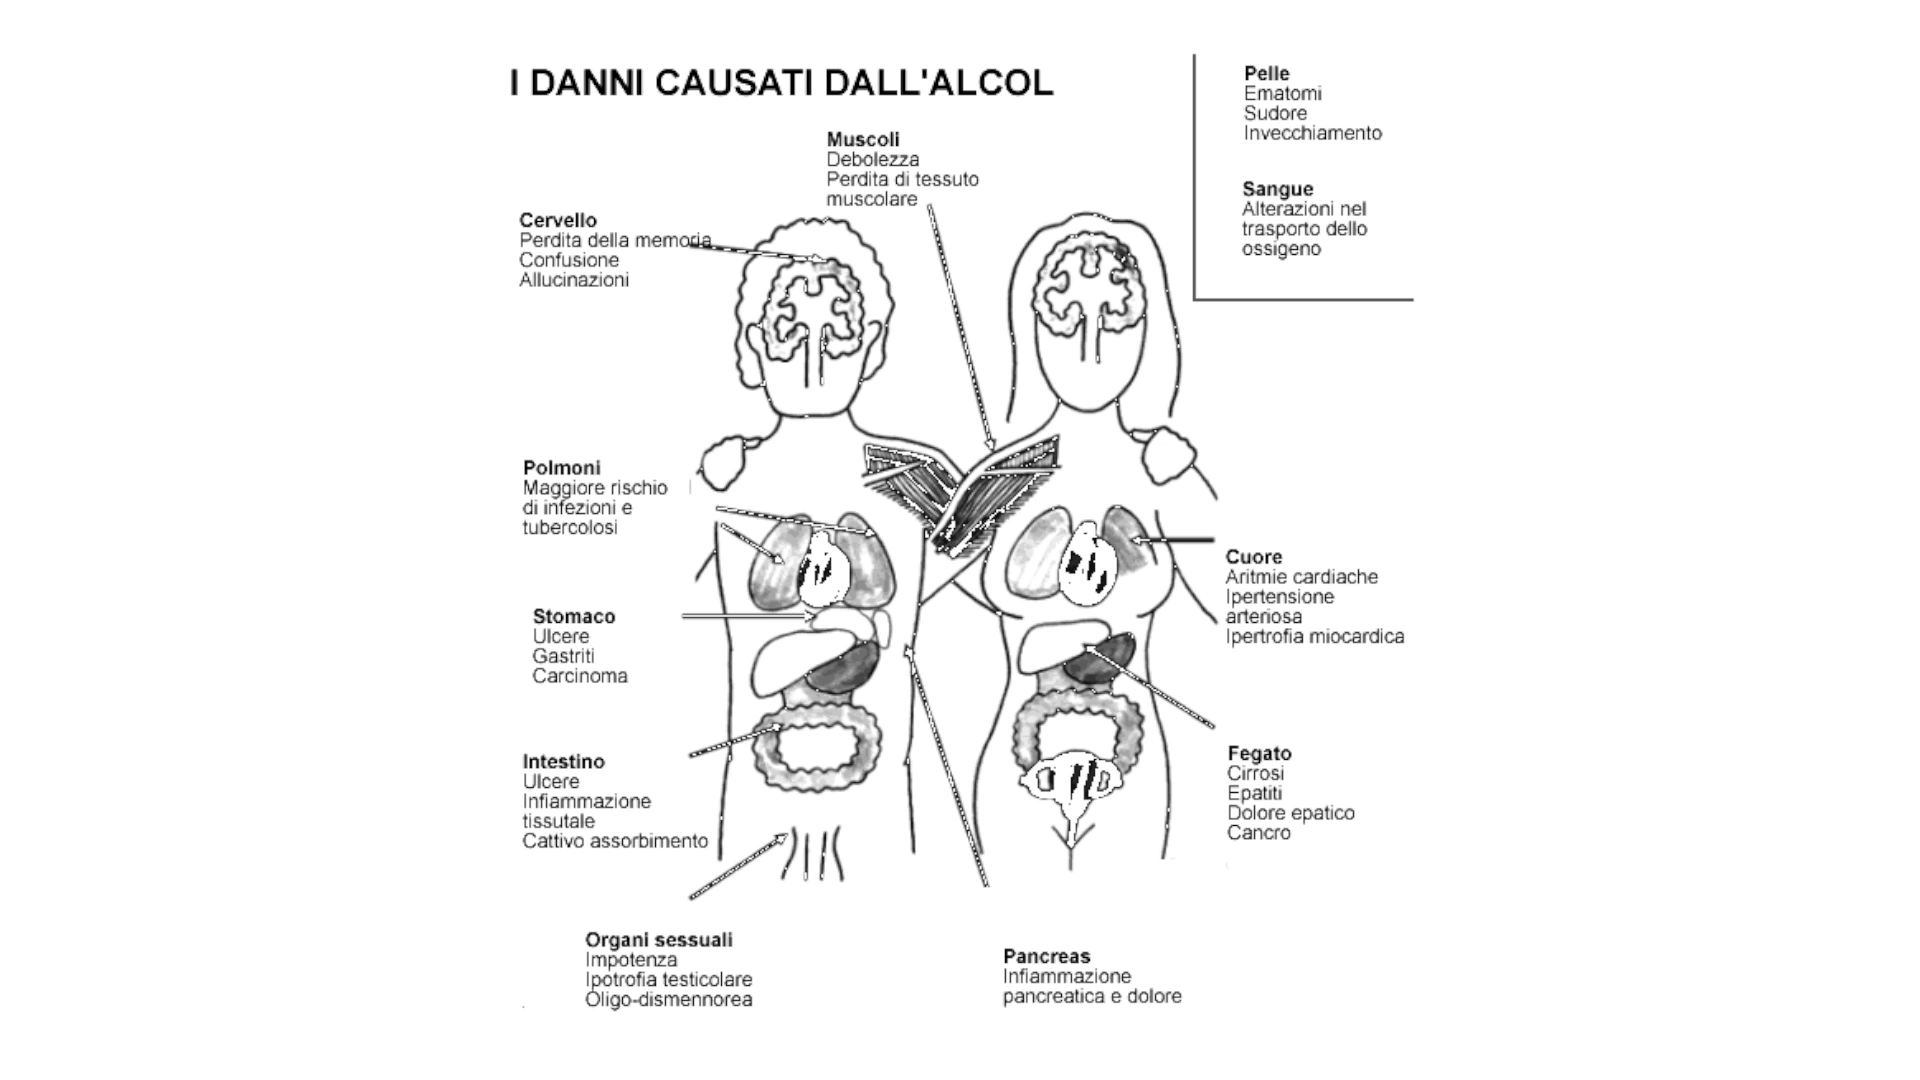 I DANNI CAUSATI DALL'ALCOL
Pelle
Ematomi
Sudore
Invecchiamento
Sangue
Alterazioni nel
trasporto dello
ossigeno
Muscoli
Debolezza
Perdita di tessuto
muscolare
Cervello
Perdita della memoria
Confusione
Allucinazioni
Polmoni
Maggiore rischio
di infezioni e
tubercolosi
Cuore
Aritmie cardiache
Ipertensione
arteriosa
Ipertrofia miocardica
Stomaco
Ulcere
Gastriti
Carcinoma
Intestino
Ulcere
Infiammazione
tissutale
Cattivo assorbimento
Fegato
Cirrosi
Epatiti
Dolore epatico
Cancro
Organi sessuali
Impotenza
Ipotrofia testicolare
Oligo-dismennorea
Pancreas
Infiammazione
pancreatica e dolore